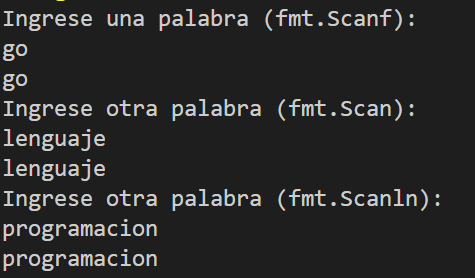 Ingrese una palabra (fmt.Scanf):
go
go
Ingrese otra palabra (fmt.Scan):
lenguaje
lenguaje
Ingrese otra palabra (fmt.Scanln):
programacion
programacion